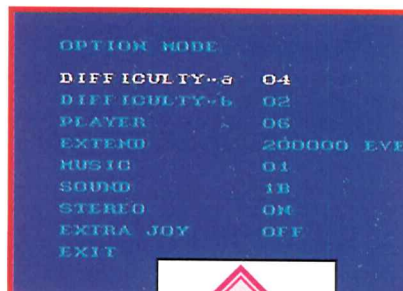 OPTION MODE
DIFFICULTY--a 04
DIFFICULTY--b 02
PLAYER 06
EXTEND 200000 EVE
MUSIC 01
SOUND 1B
STEREO ON
EXTRA JOY OFF
EXIT